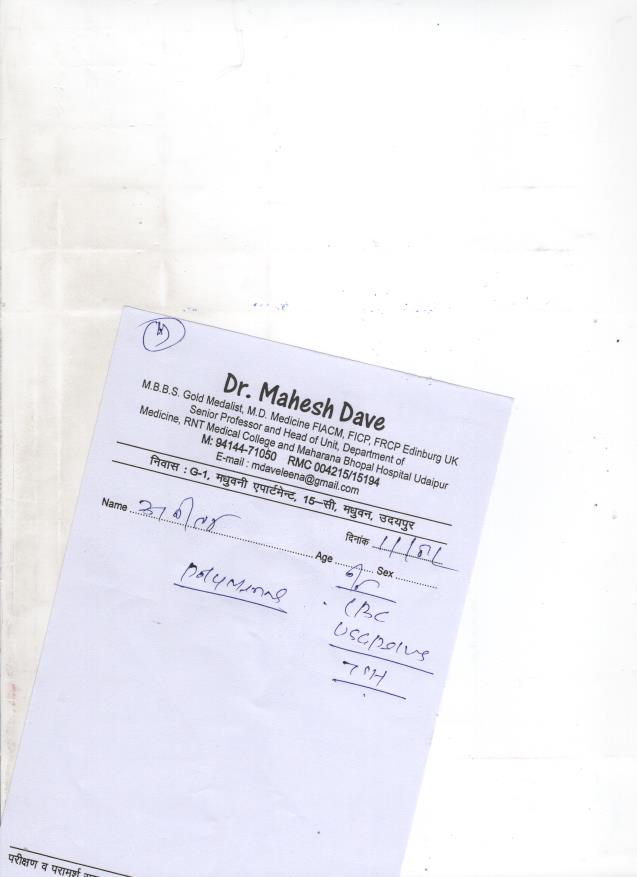 Dr. Mahesh Dave
M.B.B.S. Gold Medalist, M.D. Medicine FIACM, FICP, FRCP Edinburg UK
Senior Professor and Head of Unit, Department of
Medicine, RNT Medical College and Maharana Bhopal Hospital Udaipur
M: 94144-71050 RMC 004215/15194
E-mail : mdaveleena@gmail.com
निवास : G-1, मधुवनी एपार्टमेन्ट, 15-सी, मधुवन, उदयपुर
Name
दिनांक
Age Sex
CBC
USG Pelvis
TSH
परीक्षण व परामर्श